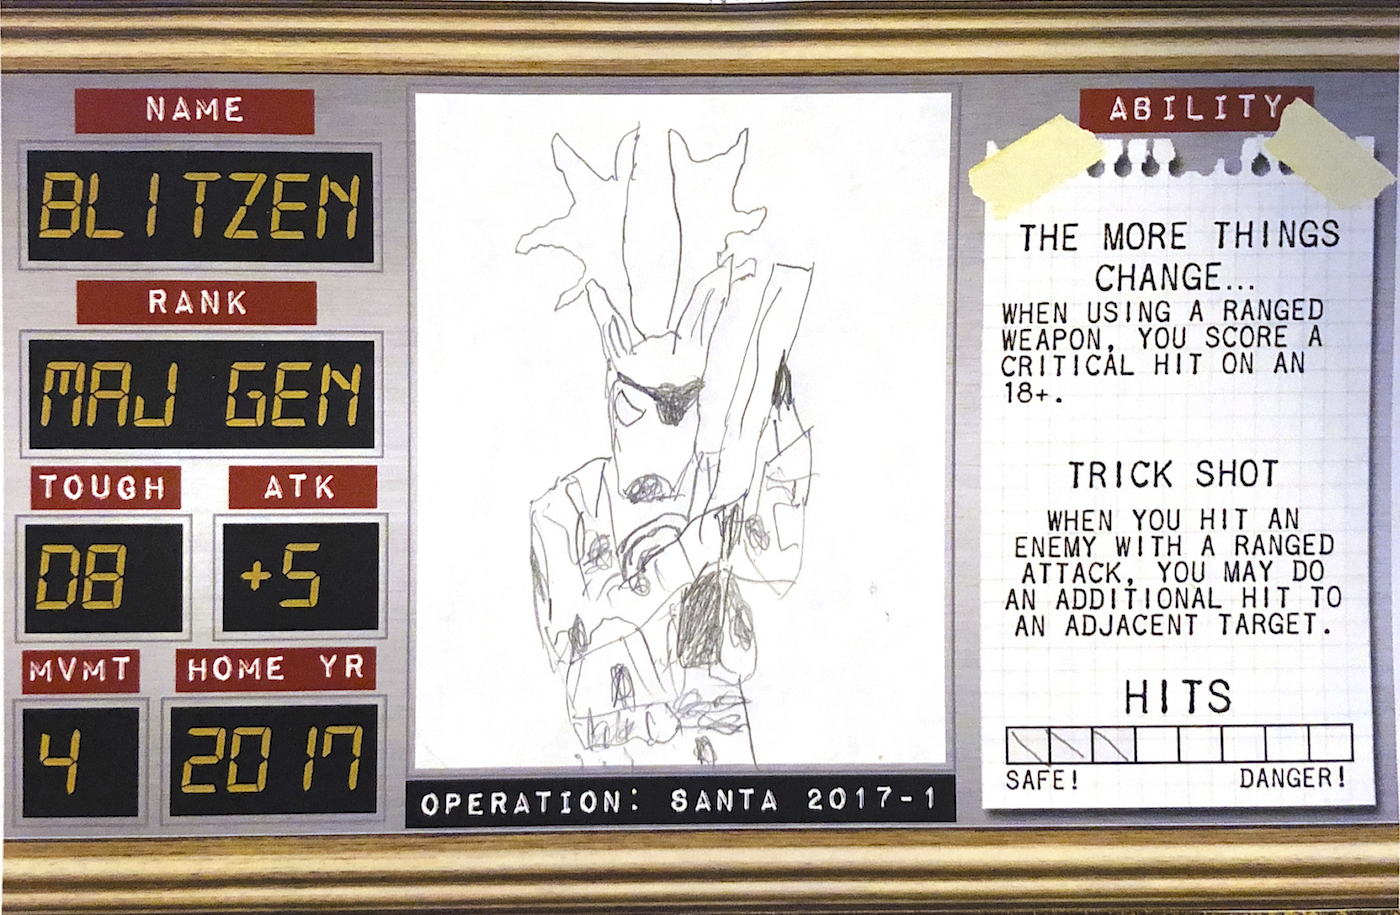 NAME
BLITZEN
RANK
MAJ GEN
TOUGH
08
ATK
+5
MVMT
4
HOME YR
2017
OPERATION: SANTA 2017-1
ABILITY
THE MORE THINGS
CHANGE...
WHEN USING A RANGED
WEAPON, YOU SCORE A
CRITICAL HIT ON AN
18+.
TRICK SHOT
WHEN YOU HIT AN
ENEMY WITH A RANGED
ATTACK, YOU MAY DO
AN ADDITIONAL HIT TO
AN ADJACENT TARGET.
HITS
SAFE!
DANGER!